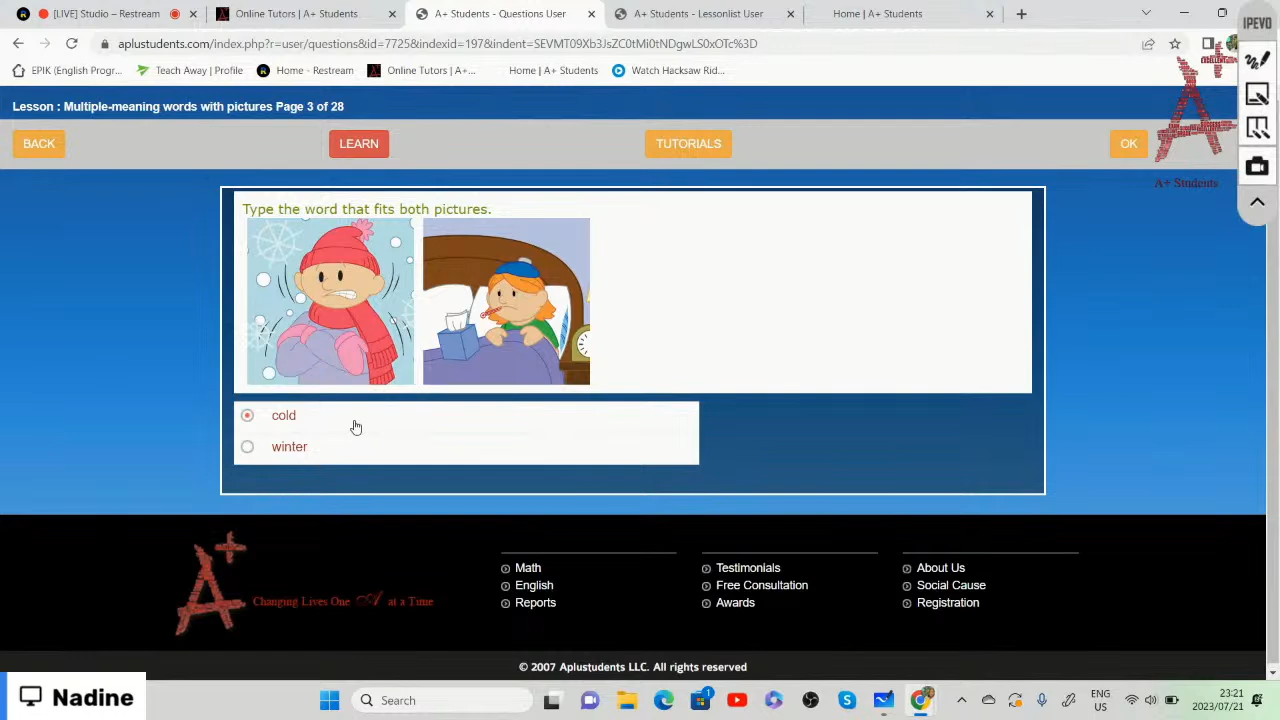 [LIVE] Restream Studio
Online Tutors | A+ Students
A+ Students - Questions User
A+ Students - Lessonlist User
Home | A+ Students
IPEVO
aplustudents.com/index.php?r=user/questions&id=7725&indexid=197&indent=SEVMT09Xb3JsZC0tMi0tNDgwLS0xOTc%3D
EPIK (English Progr...
Teach Away | Profile
Home - Restream
Online Tutors | A+...
Home | A+ Students
Watch Hacksaw Rid...
Lesson : Multiple-meaning words with pictures Page 3 of 28
BACK
LEARN
TUTORIALS
OK
A+ Students
Type the word that fits both pictures.
cold
winter
Changing Lives One A at a Time
Math
English
Reports
Testimonials
Free Consultation
Awards
About Us
Social Cause
Registration
© 2007 Aplustudents LLC. All rights reserved
Nadine
Search
1
ENG
US
23:21
2023/07/21